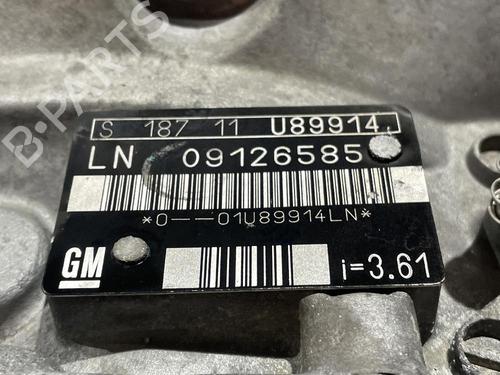 B-PARTS
S 187 11 U89914
LN 09126585
*0--01U89914LN*
GM
i=3.61